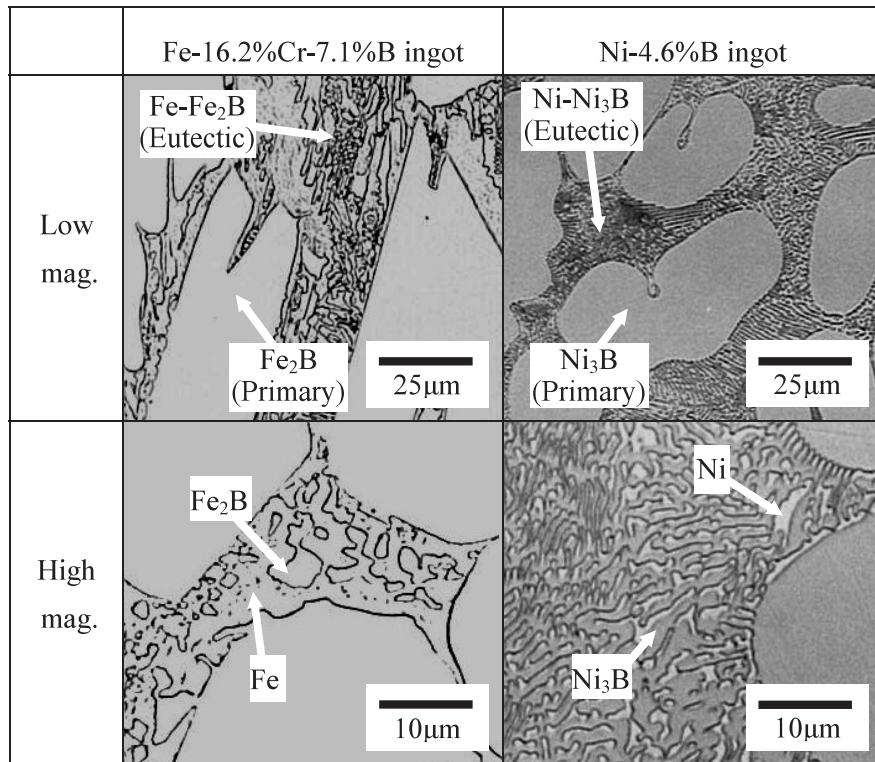 Fe-16.2%Cr-7.1%B ingot
Ni-4.6%B ingot
Low
mag.
Fe-Fe₂B
(Eutectic)
Fe₂B
(Primary)
25μm
Ni-Ni₃B
(Eutectic)
Ni₃B
(Primary)
25μm
High
mag.
Fe₂B
Fe
10μm
Ni
Ni₃B
10μm